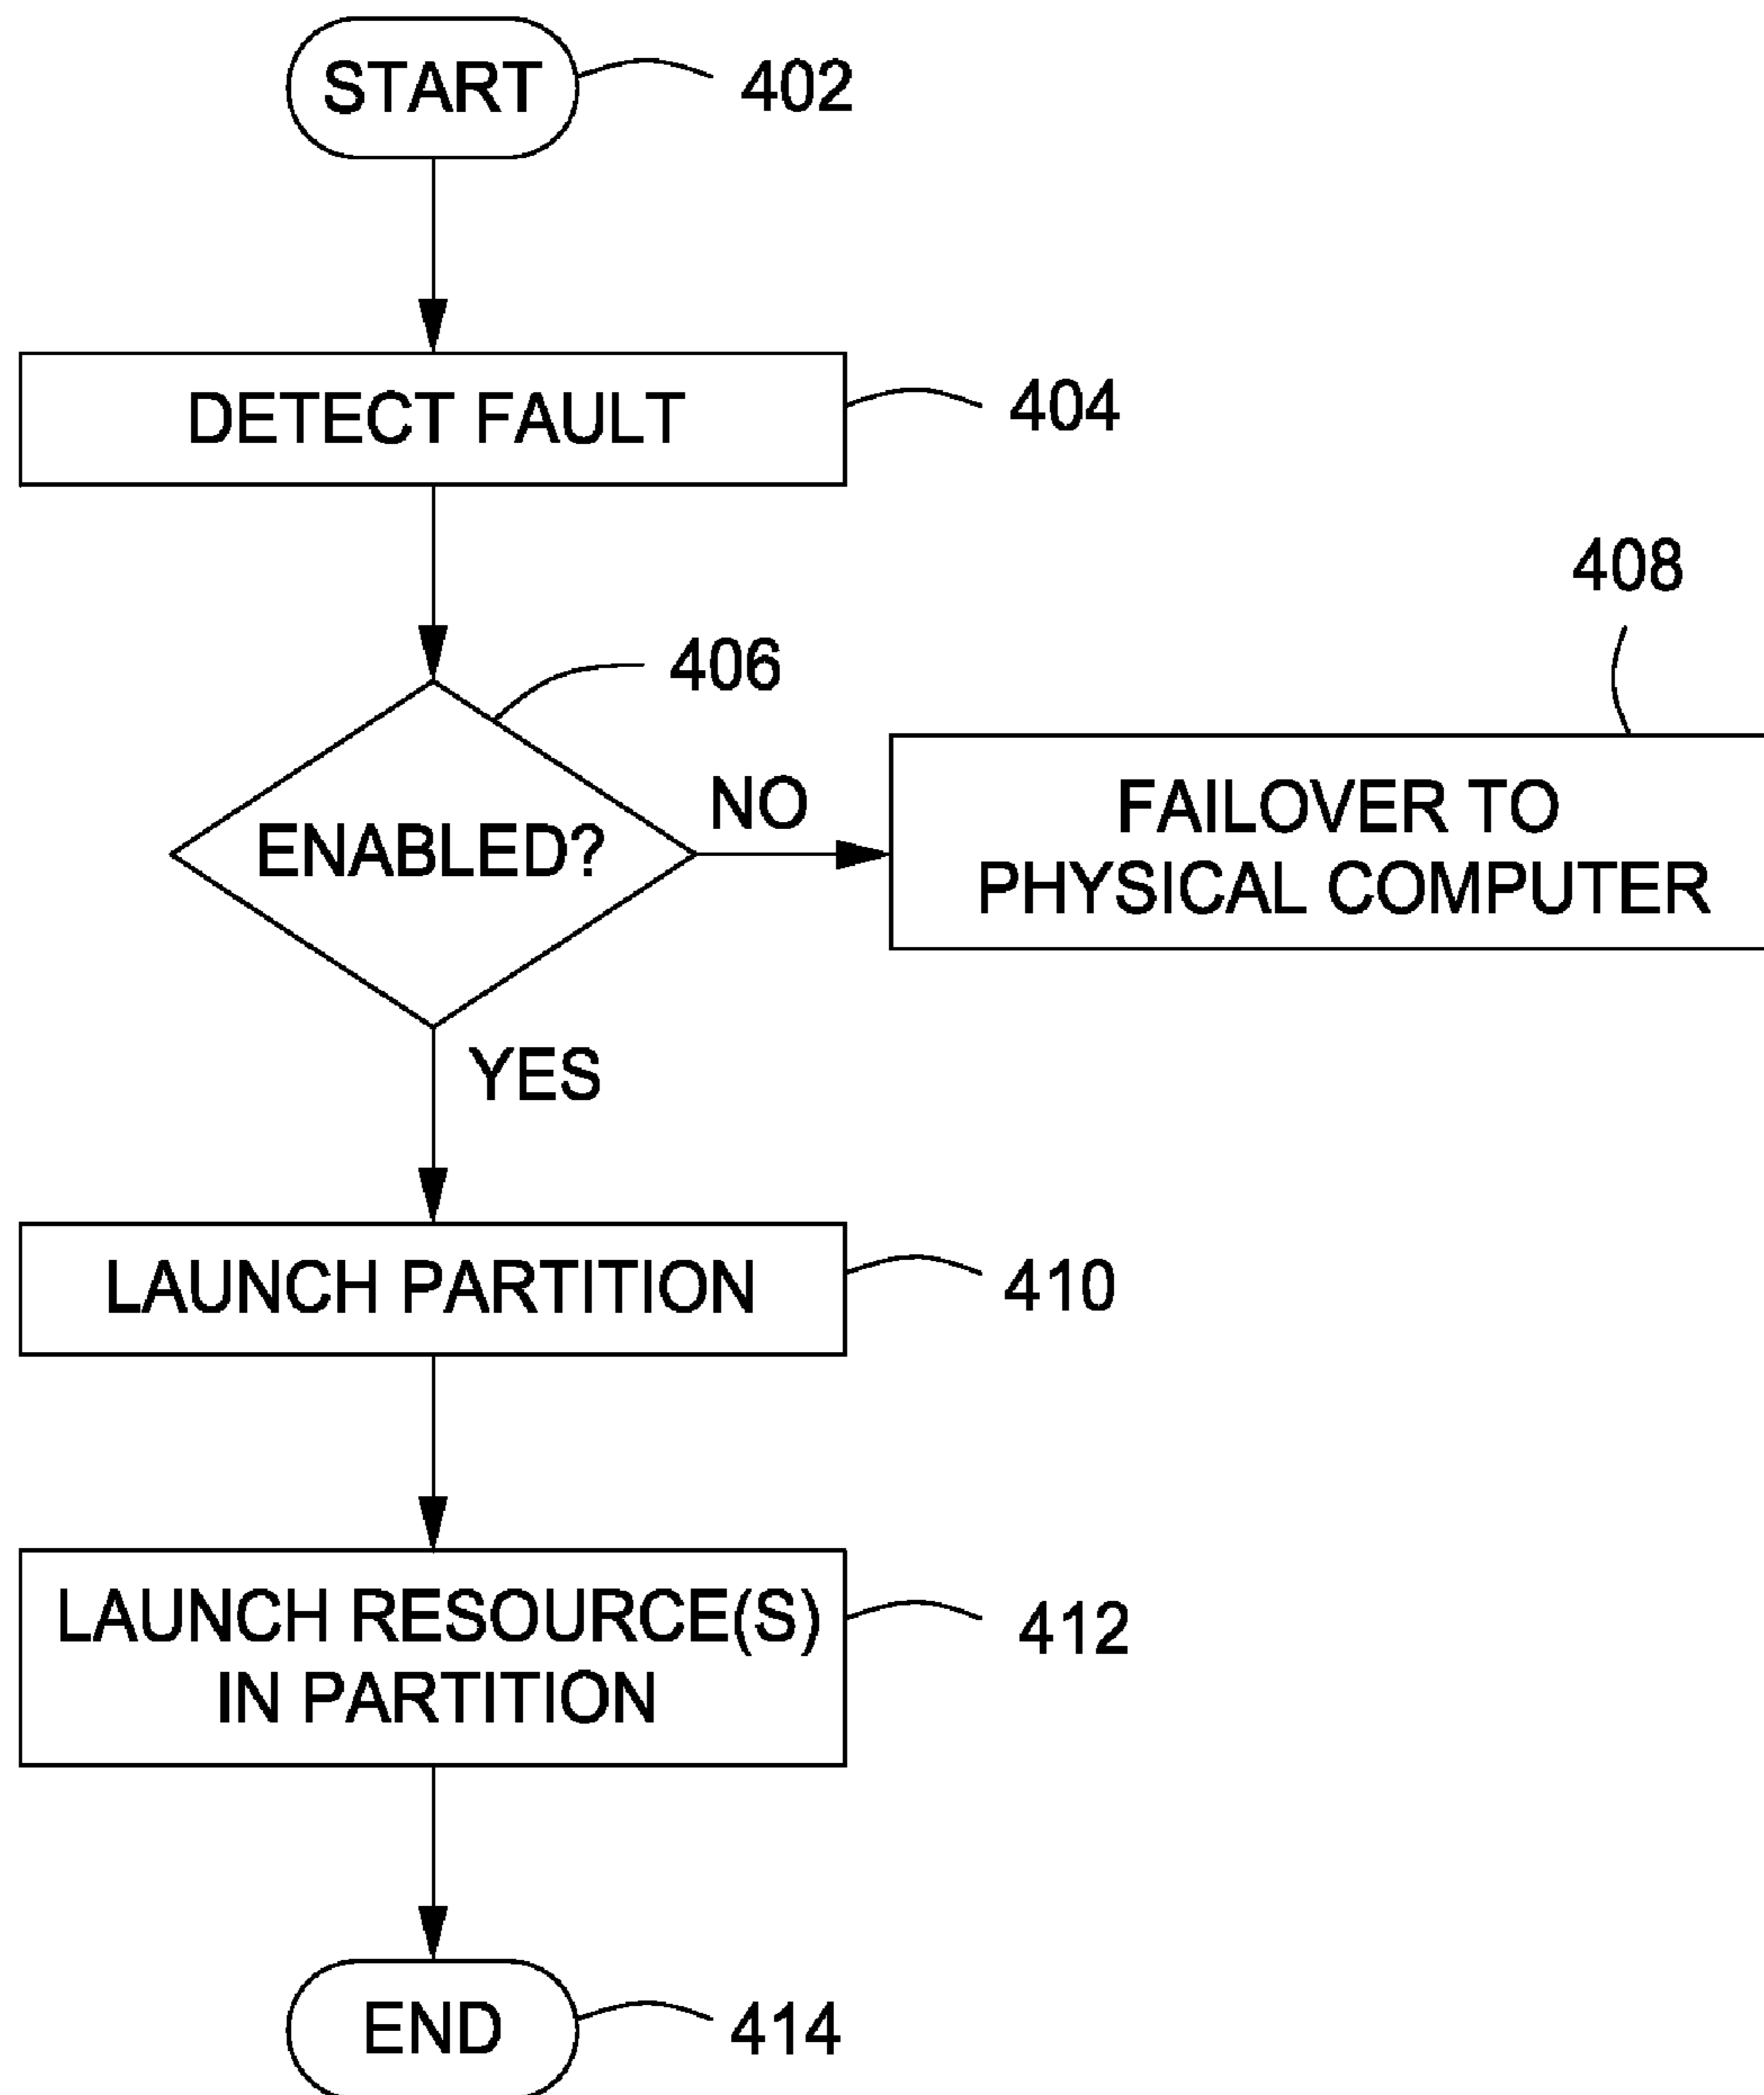 START
402
DETECT FAULT
404
408
406
ENABLED?
NO
FAILOVER TO
PHYSICAL COMPUTER
YES
LAUNCH PARTITION
410
LAUNCH RESOURCE(S)
IN PARTITION
412
END
414